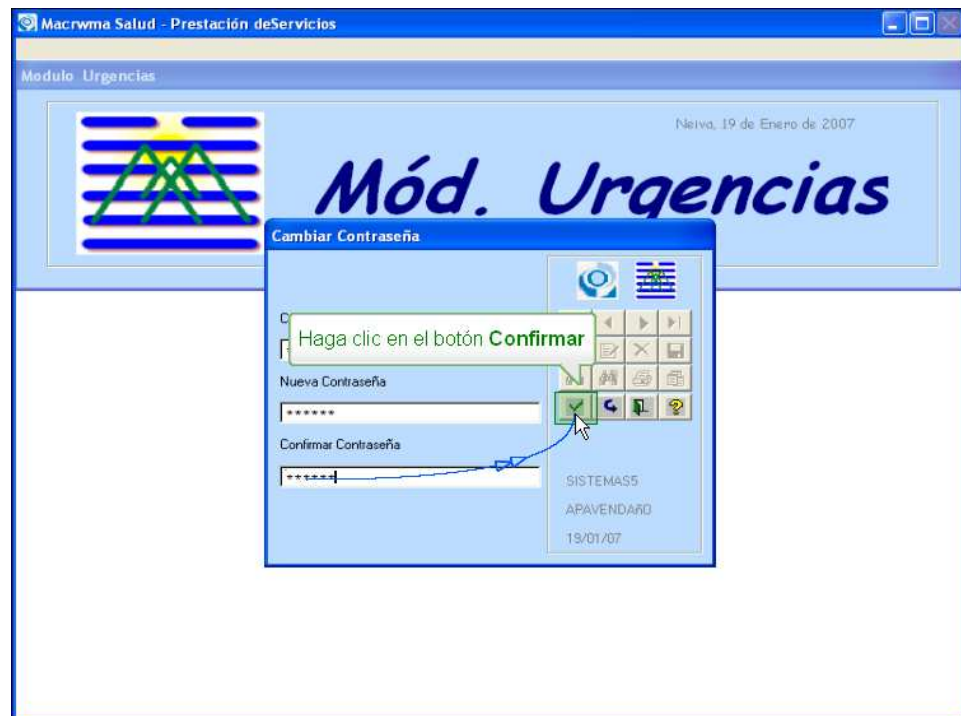 Macrwma Salud - Prestación deServicios
Modulo Urgencias
Neiva, 19 de Enero de 2007
Mód. Urgencias
Cambiar Contraseña
Haga clic en el botón Confirmar
Nueva Contraseña
******
Confirmar Contraseña
******
SISTEMAS5
APAVENDAñO
19/01/07